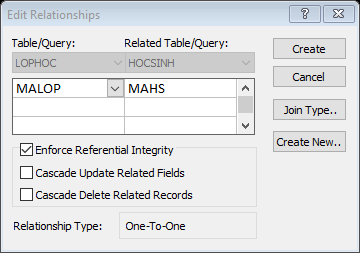 Edit Relationships
Table/Query: Related Table/Query:
LOPHOC HOCSINH
MALOP MAHS
Create
Cancel
Join Type..
Create New..
Enforce Referential Integrity
Cascade Update Related Fields
Cascade Delete Related Records
Relationship Type: One-To-One